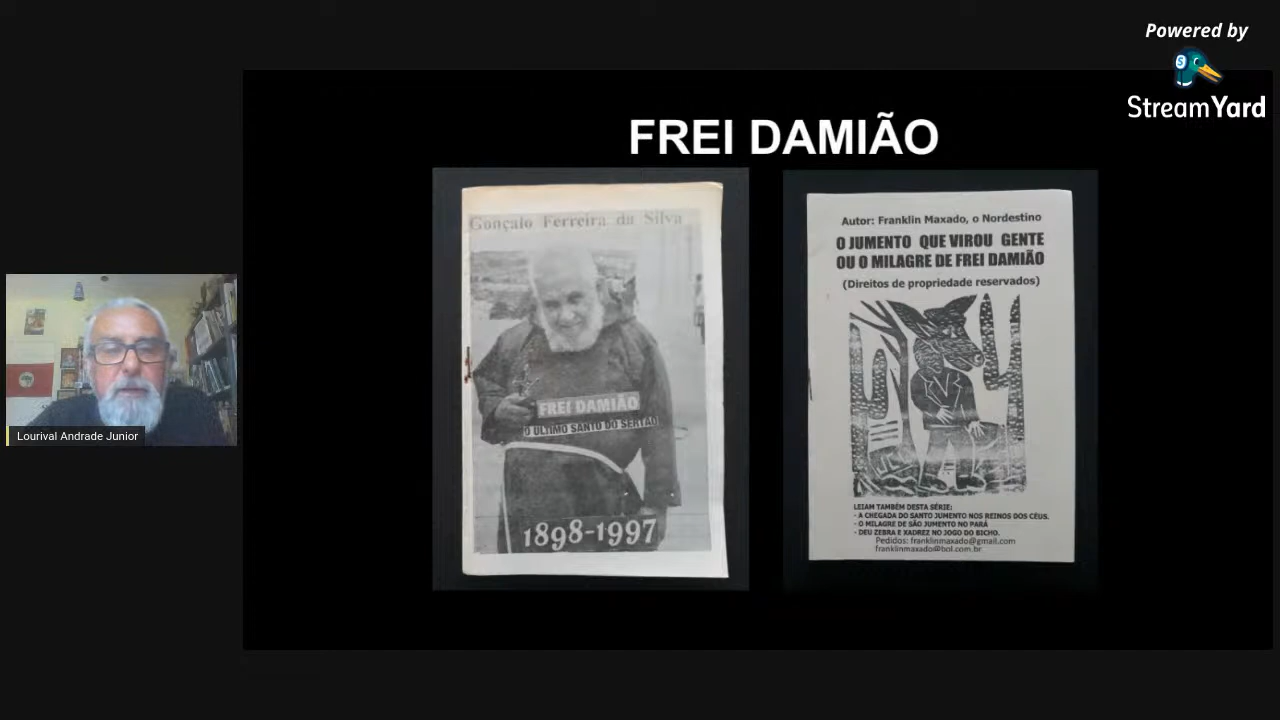 Powered by
StreamYard
FREI DAMIÃO
Gonçalo Ferreira da Silva
FREI DAMIÃO
O ÚLTIMO SANTO DO SERTÃO
1898-1997
Autor: Franklin Maxado, o Nordestino
O JUMENTO QUE VIROU GENTE
OU O MILAGRE DE FREI DAMIÃO
(Direitos de propriedade reservados)
LEIAM TAMBÉM DESTA SÉRIE:
- A CHEGADA DO SANTO JUMENTO NOS REINOS DOS CÉUS.
- O MILAGRE DE SÃO JUMENTO NO PARÁ
- DEU ZEBRA E XADREZ NO JOGO DO BICHO.
Pedidos: franklinmaxado@gmail.com
franklinmaxado@bol.com.br
Lourival Andrade Junior